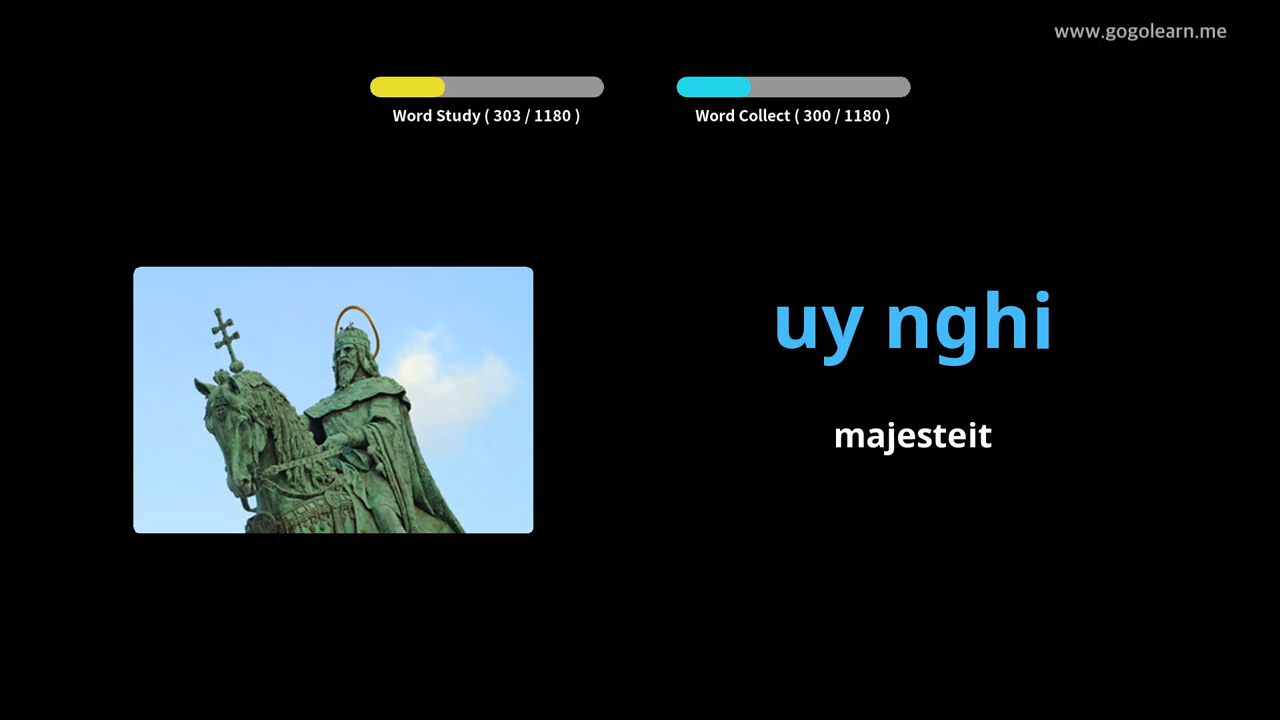 www.gogolearn.me
Word Study ( 303 / 1180 )
Word Collect ( 300 / 1180 )
uy nghi
majesteit